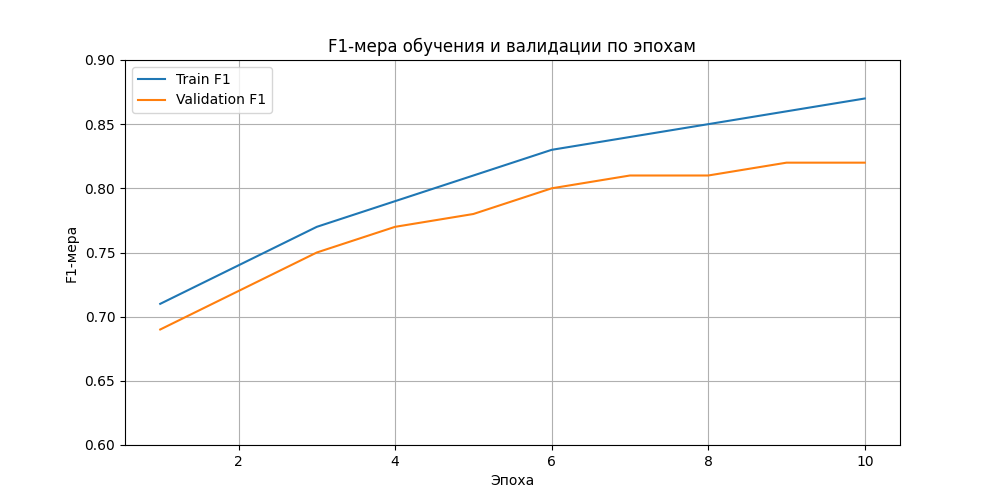 F1-мера обучения и валидации по эпохам
0.90
0.85
0.80
0.75
0.70
0.65
0.60
F1-мера
Train F1
Validation F1
2 4 6 8 10
Эпоха